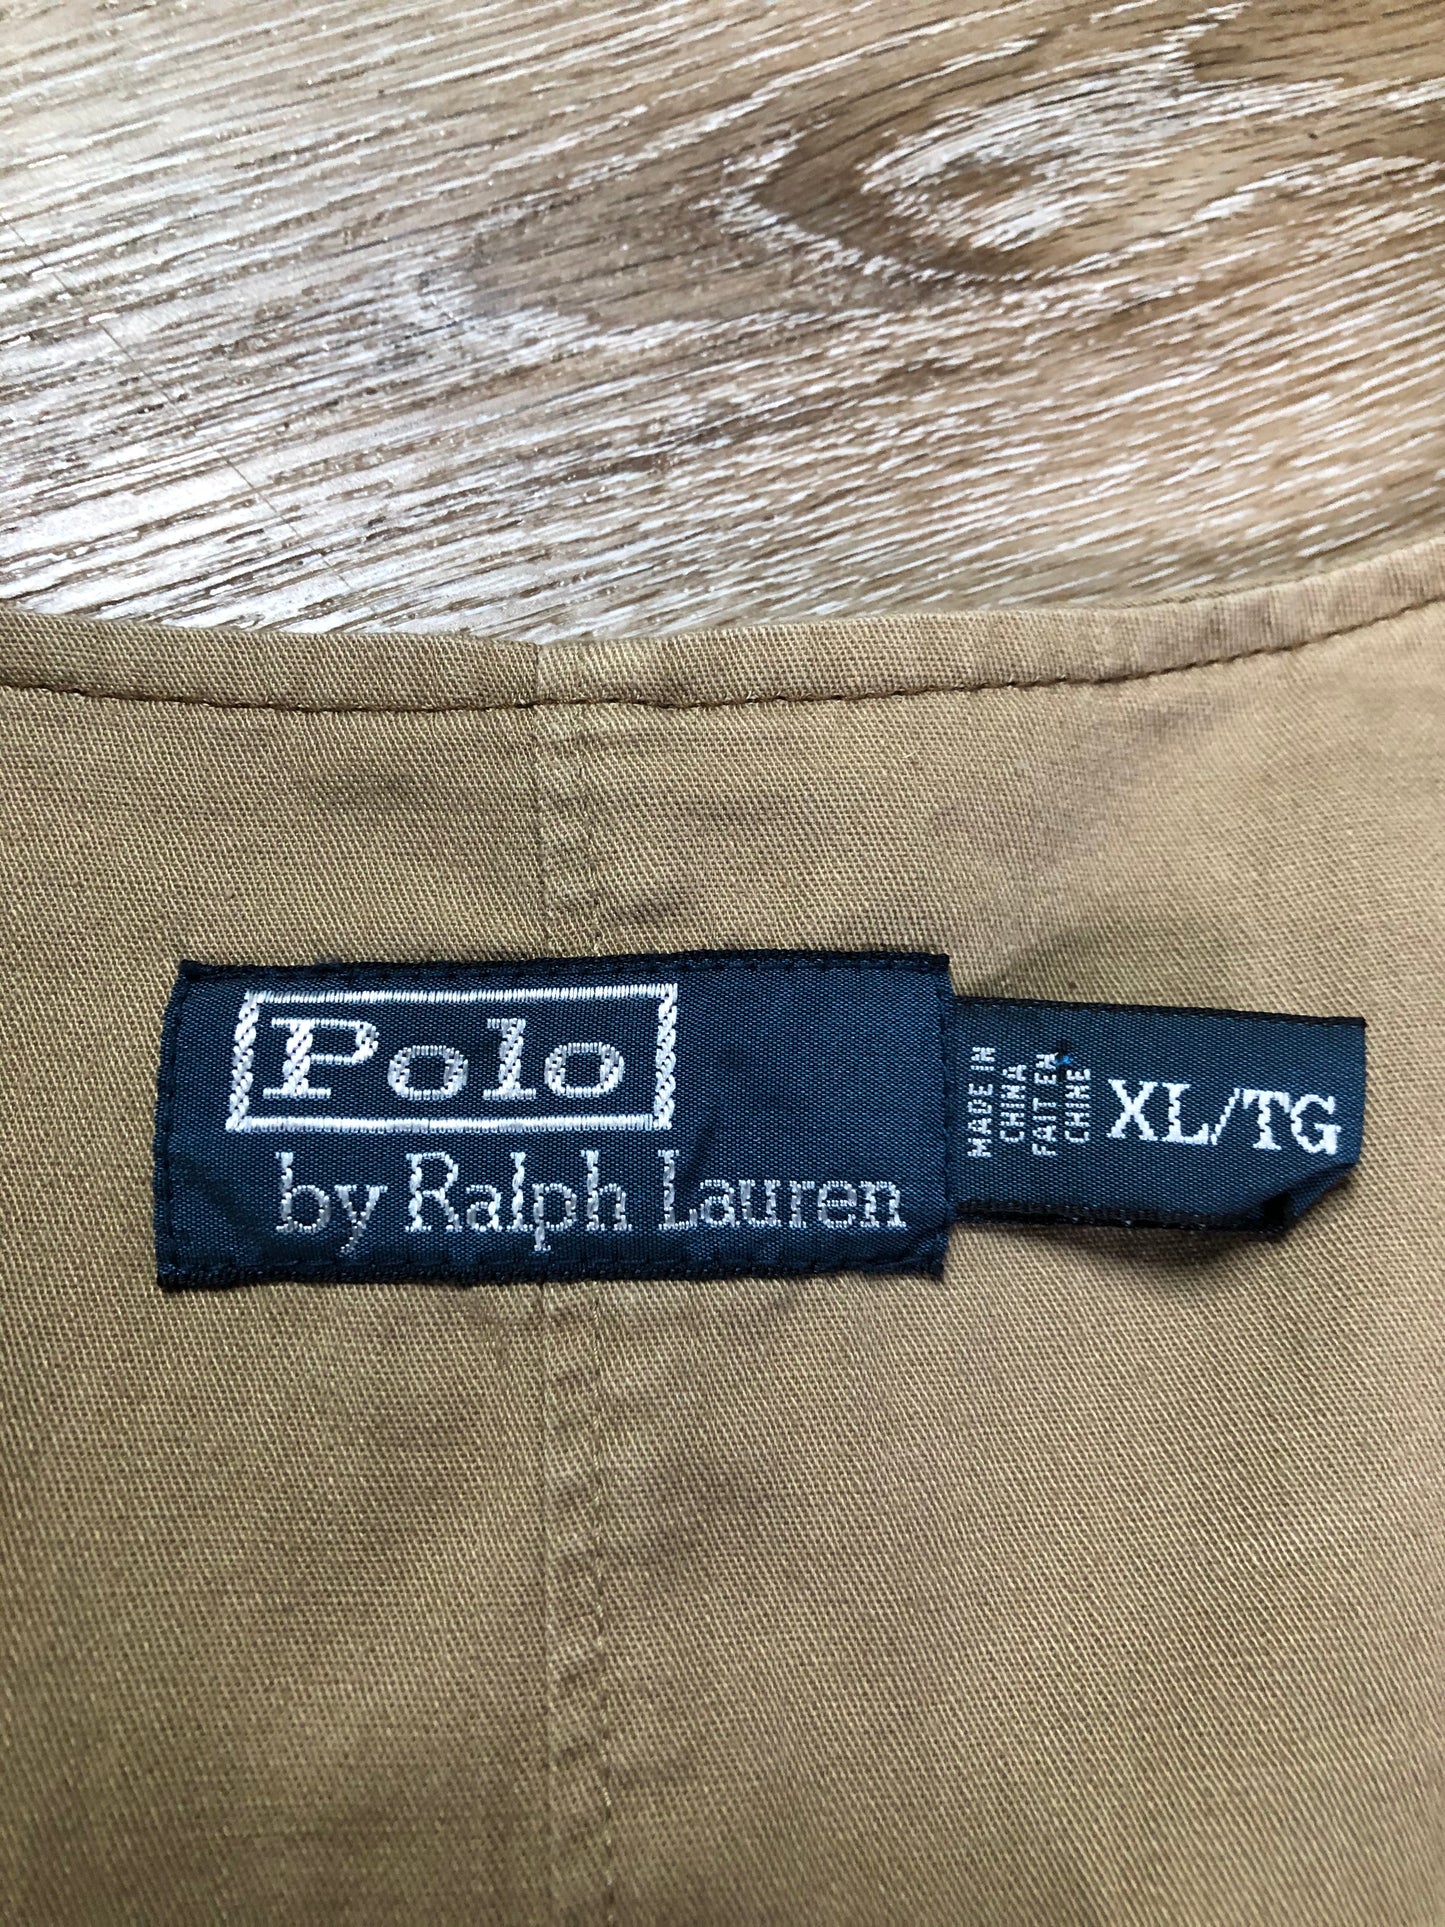 Polo
by Ralph Lauren
MADE IN
CHINA
FAIT EN
CHINE
XL/TG